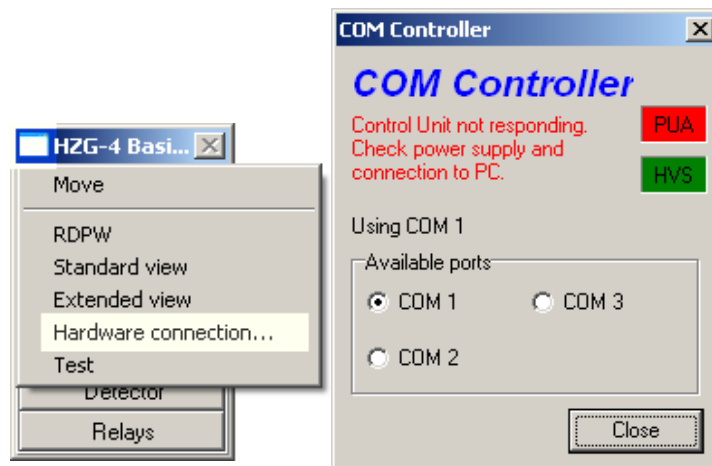 HZG-4 Basi...
Move
RDPW
Standard view
Extended view
Hardware connection...
Test
Detector
Relays
COM Controller
COM Controller
Control Unit not responding.
Check power supply and
connection to PC.
PUA
HVS
Using COM 1
Available ports
COM 1
COM 3
COM 2
Close